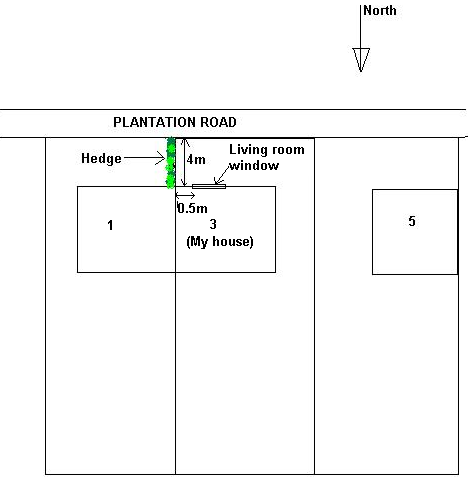 North
PLANTATION ROAD
Hedge
4m
Living room
window
0.5m
1
3
(My house)
5